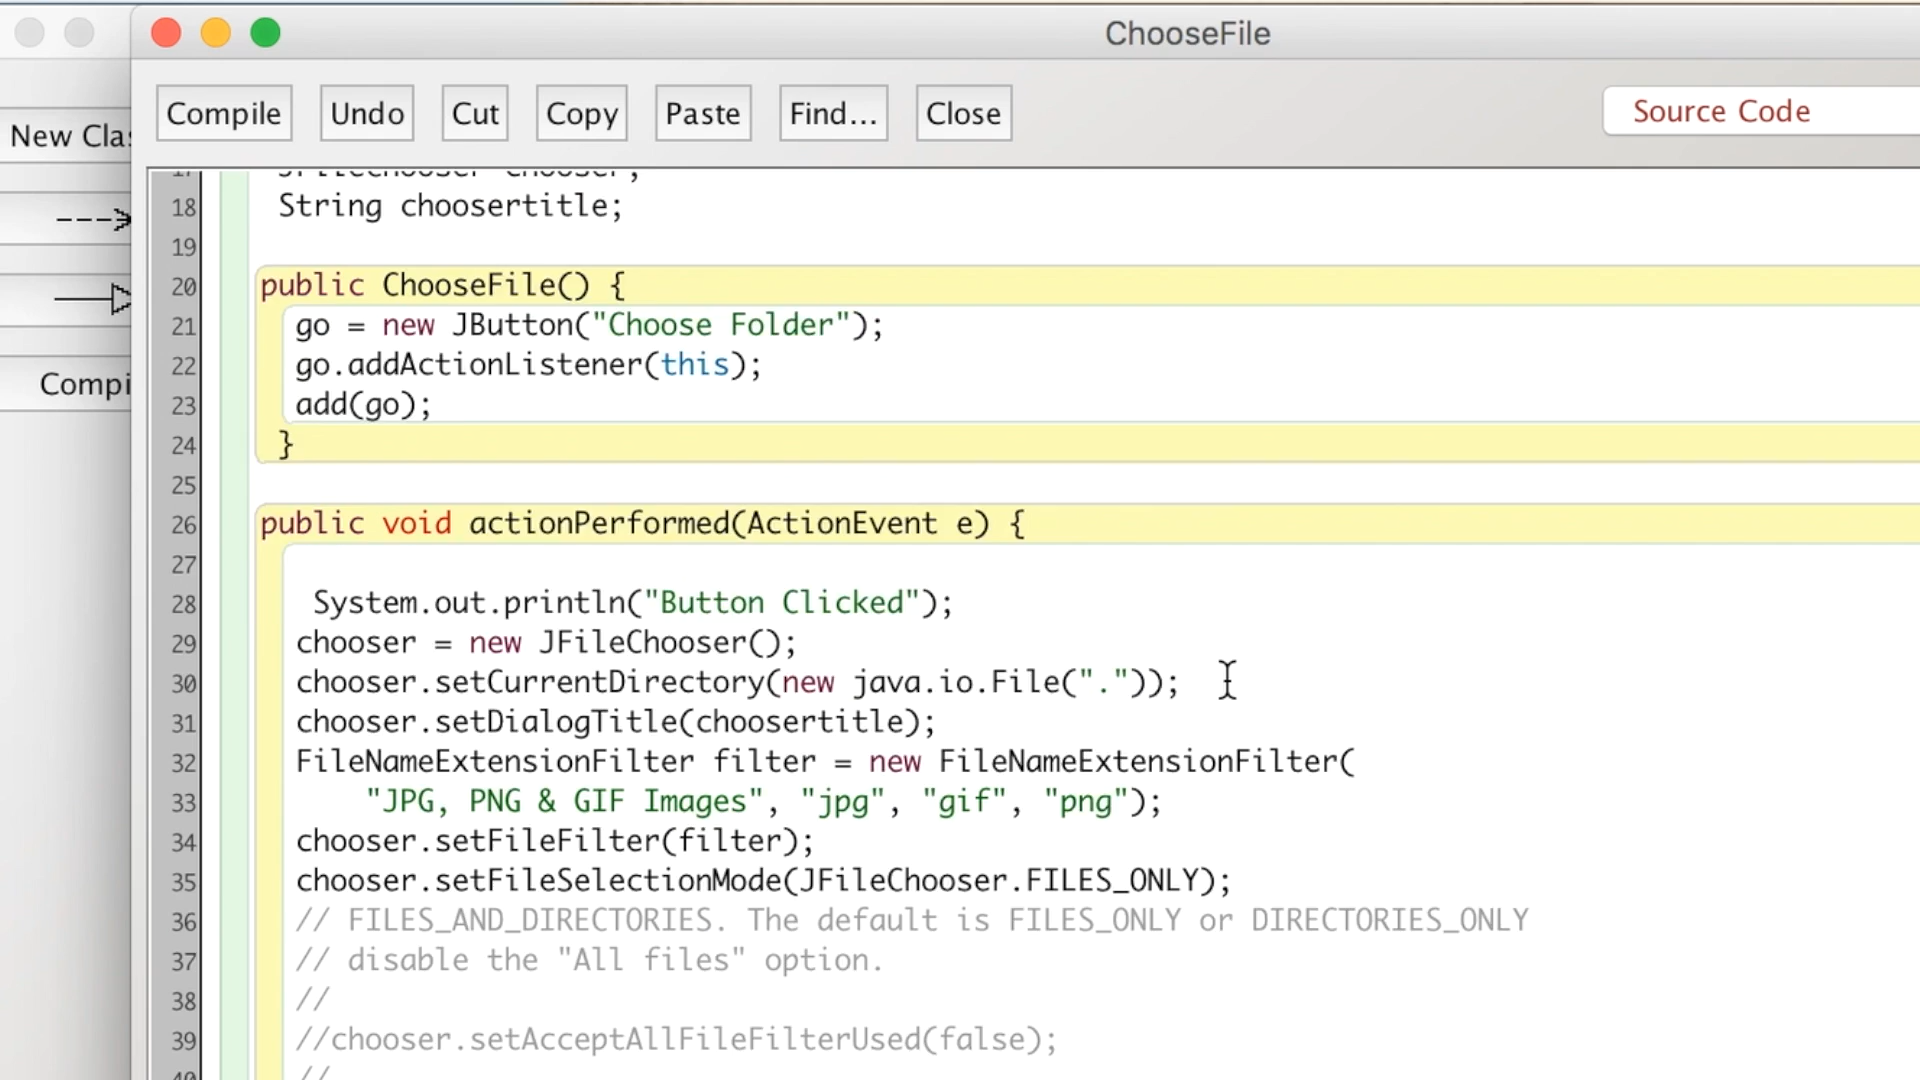 ChooseFile
Compile Undo Cut Copy Paste Find... Close Source Code
New Clas
Compi
17 JFileChooser chooser;
18 String choosertitle;
19
20 public ChooseFile() {
21 go = new JButton("Choose Folder");
22 go.addActionListener(this);
23 add(go);
24 }
25
26 public void actionPerformed(ActionEvent e) {
27
28 System.out.println("Button Clicked");
29 chooser = new JFileChooser();
30 chooser.setCurrentDirectory(new java.io.File("."));
31 chooser.setDialogTitle(choosertitle);
32 FileNameExtensionFilter filter = new FileNameExtensionFilter(
33 "JPG, PNG & GIF Images", "jpg", "gif", "png");
34 chooser.setFileFilter(filter);
35 chooser.setFileSelectionMode(JFileChooser.FILES_ONLY);
36 // FILES_AND_DIRECTORIES. The default is FILES_ONLY or DIRECTORIES_ONLY
37 // disable the "All files" option.
38 //
39 //chooser.setAcceptAllFileFilterUsed(false);
40 //